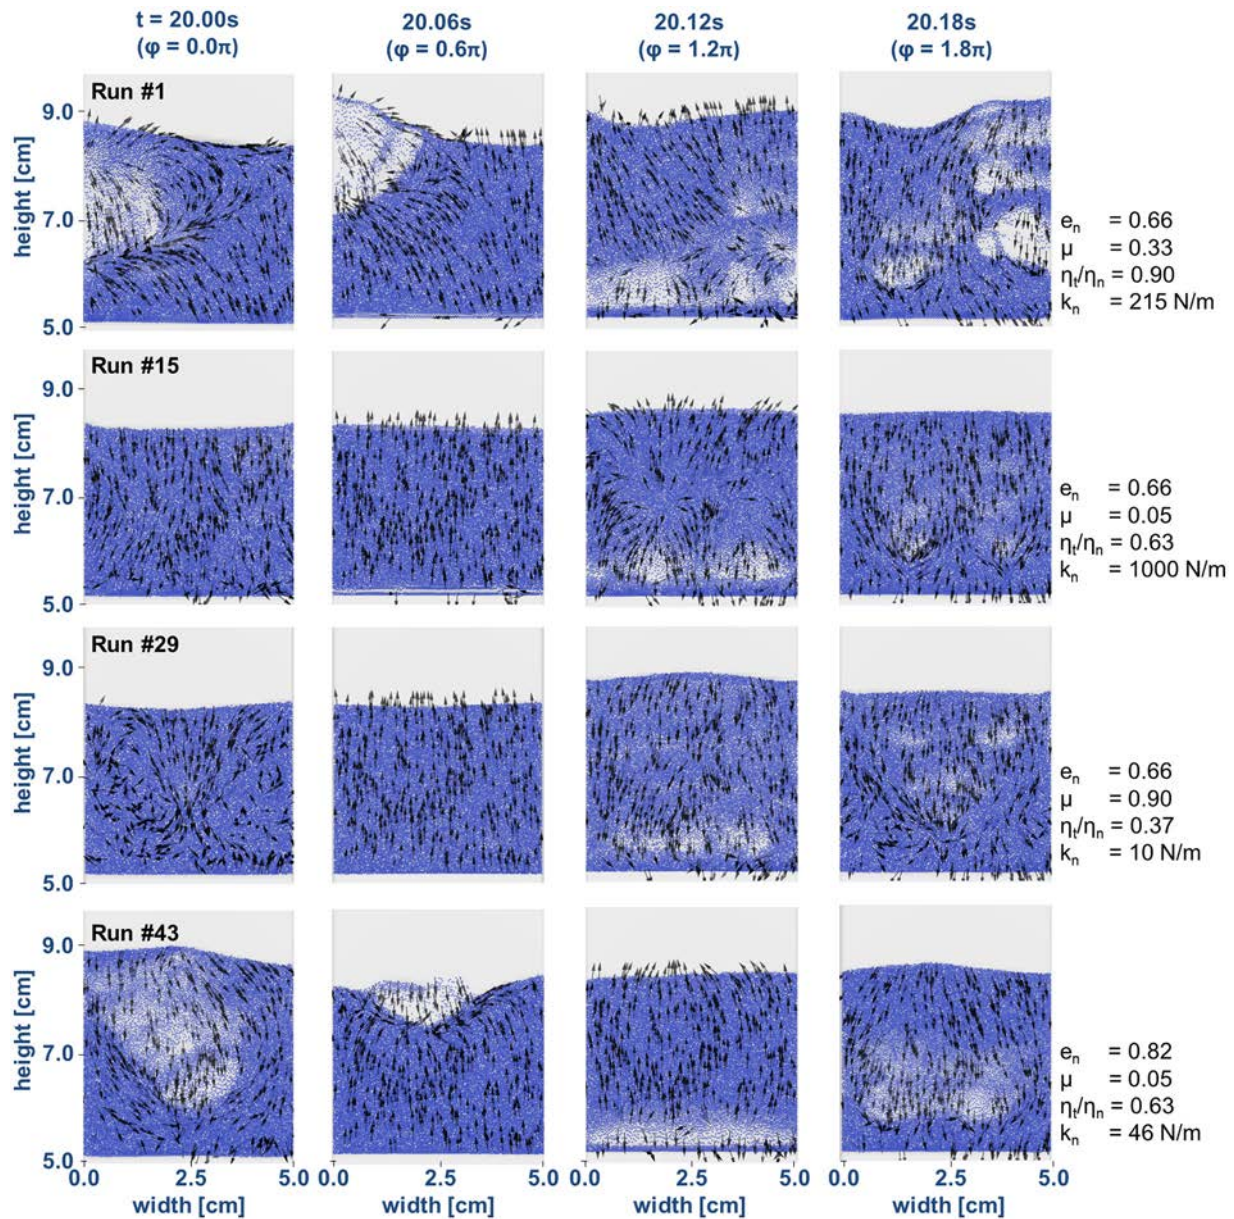 t = 20.00s 20.06s 20.12s 20.18s
(φ = 0.0π) (φ = 0.6π) (φ = 1.2π) (φ = 1.8π)
Run #1
height [cm]
9.0
7.0
5.0
eₙ = 0.66
μ = 0.33
ηₜ/ηₙ = 0.90
kₙ = 215 N/m
Run #15
height [cm]
9.0
7.0
5.0
eₙ = 0.66
μ = 0.05
ηₜ/ηₙ = 0.63
kₙ = 1000 N/m
Run #29
height [cm]
9.0
7.0
5.0
eₙ = 0.66
μ = 0.90
ηₜ/ηₙ = 0.37
kₙ = 10 N/m
Run #43
height [cm]
9.0
7.0
5.0
eₙ = 0.82
μ = 0.05
ηₜ/ηₙ = 0.63
kₙ = 46 N/m
0.0 2.5 5.0 0.0 2.5 5.0 0.0 2.5 5.0 0.0 2.5 5.0
width [cm] width [cm] width [cm] width [cm]